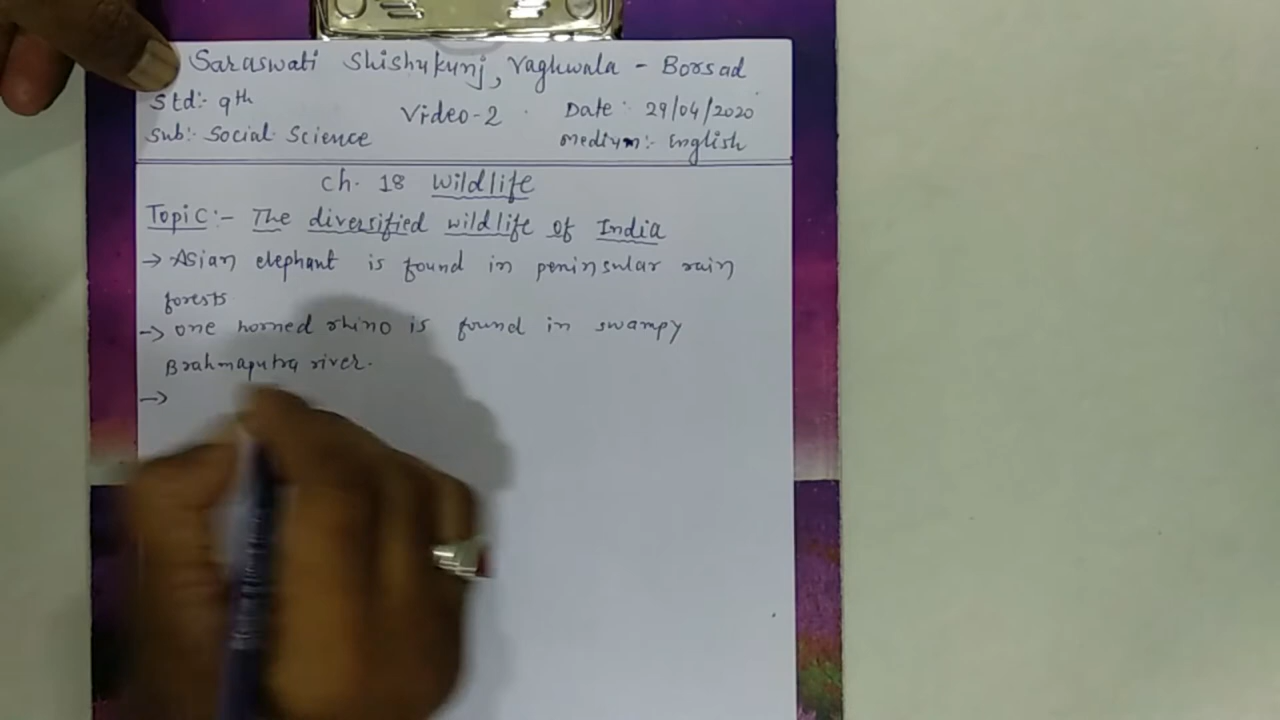 Saraswati Shishukunj, Vaghwala - Borsad
Std:- 9th
Video-2
Date: 29/04/2020
Sub:- Social Science
Medium:- English
Ch. 18 Wildlife
Topic:- The diversified wildlife of India
→ Asian elephant is found in peninsular rain
forests
→ One horned rhino is found in swampy
Brahmaputra river.
→